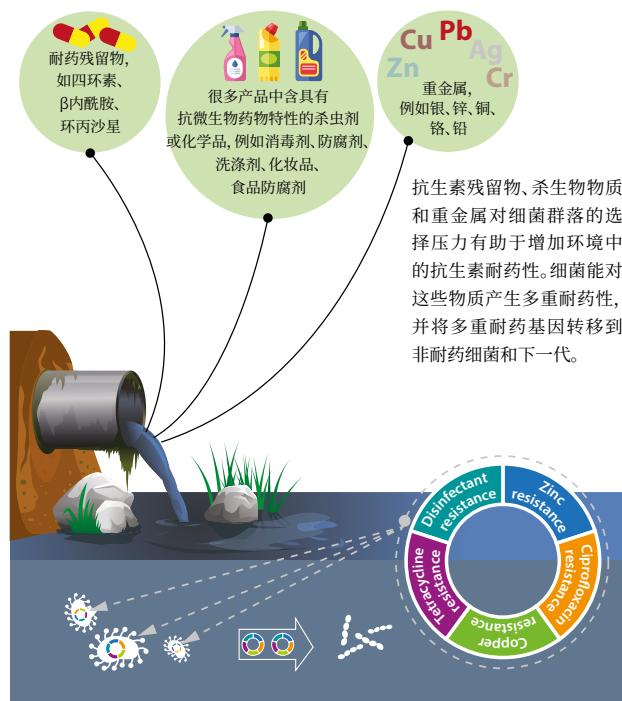 耐药残留物，
如四环素、
β内酰胺、
环丙沙星
很多产品中含具有
抗微生物药物特性的杀虫剂
或化学品，例如消毒剂、防腐剂、
洗涤剂、化妆品、
食品防腐剂
Cu
Pb
Ag
Zn
Cr
重金属，
例如银、锌、铜、
铬、铅
抗生素残留物、杀生物物质
和重金属对细菌群落的选
择压力有助于增加环境中
的抗生素耐药性。细菌能对
这些物质产生多重耐药性，
并将多重耐药基因转移到
非耐药细菌和下一代。
Disinfectant
resistance
Zinc
resistance
Ciprofloxacin
resistance
Copper
resistance
Tetracycline
resistance